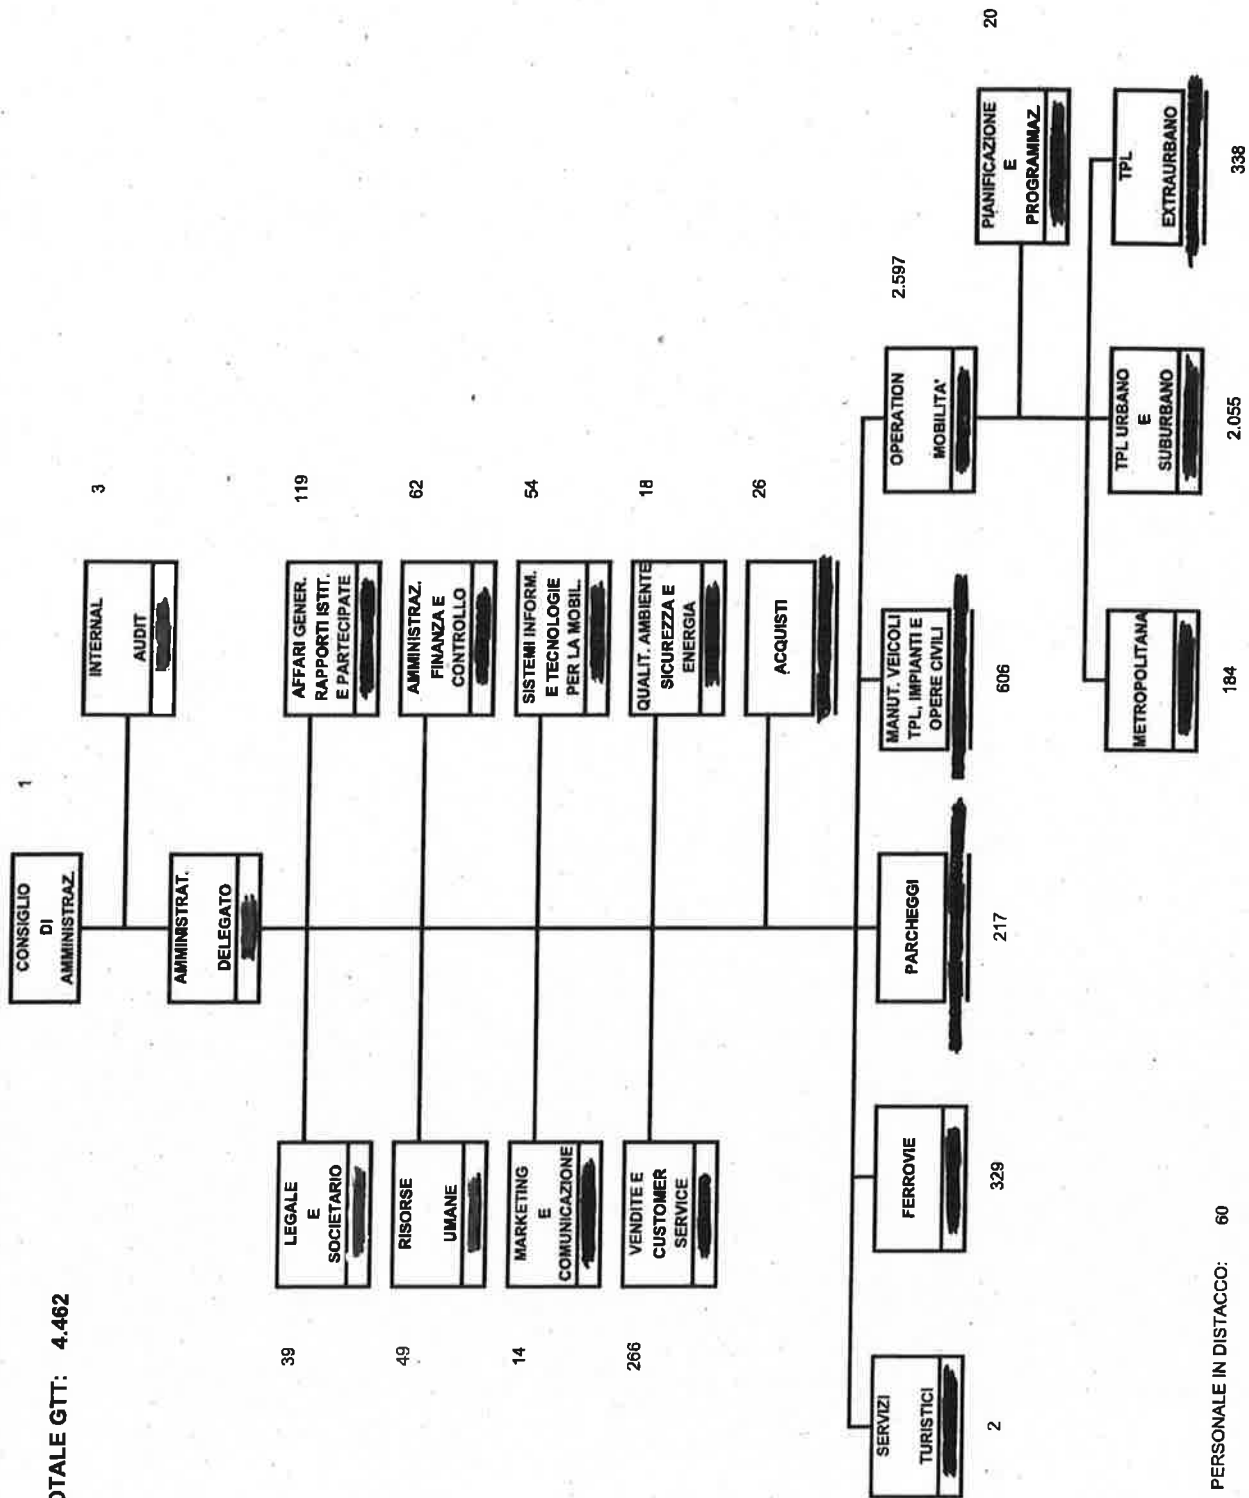 TOTALE GTT: 4.462
CONSIGLIO
DI
AMMINISTRAZ.
1
INTERNAL
AUDIT
3
AMMINISTRAT.
DELEGATO
LEGALE
E
SOCIETARIO
39
AFFARI GENER.
RAPPORTI ISTIT.
E PARTECIPATE
119
RISORSE
UMANE
49
AMMINISTRAZ.
FINANZA E
CONTROLLO
62
MARKETING
E
COMUNICAZIONE
14
SISTEMI INFORM.
E TECNOLOGIE
PER LA MOBIL.
54
VENDITE E
CUSTOMER
SERVICE
266
QUALIT. AMBIENTE
SICUREZZA E
ENERGIA
18
ACQUISTI
26
SERVIZI
TURISTICI
2
FERROVIE
329
PARCHEGGI
217
MANUT. VEICOLI
TPL, IMPIANTI E
OPERE CIVILI
606
OPERATION
MOBILITA'
2.597
PIANIFICAZIONE
E
PROGRAMMAZ.
20
METROPOLITANA
184
TPL URBANO
E
SUBURBANO
2.055
TPL
EXTRAURBANO
338
PERSONALE IN DISTACCO: 60